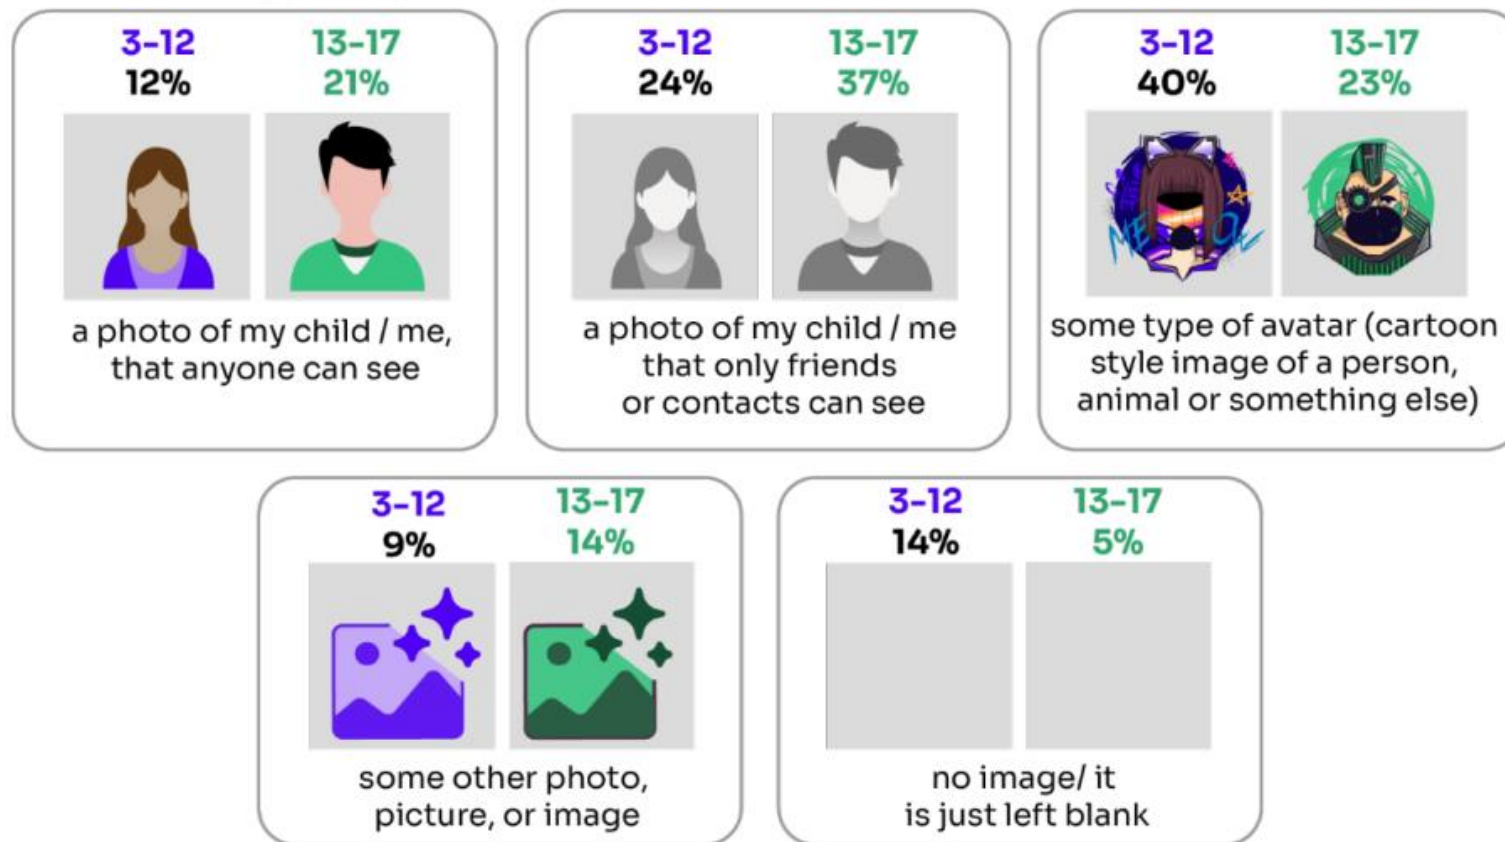 3-12 13-17
12% 21%
a photo of my child / me,
that anyone can see
3-12 13-17
24% 37%
a photo of my child / me
that only friends
or contacts can see
3-12 13-17
40% 23%
ME
some type of avatar (cartoon
style image of a person,
animal or something else)
3-12 13-17
9% 14%
some other photo,
picture, or image
3-12 13-17
14% 5%
no image/ it
is just left blank